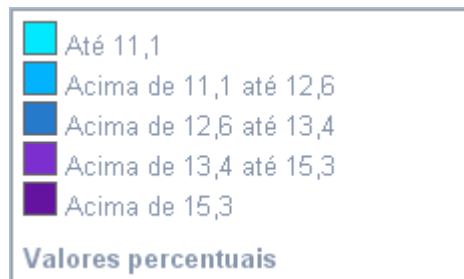 Até 11,1
Acima de 11,1 até 12,6
Acima de 12,6 até 13,4
Acima de 13,4 até 15,3
Acima de 15,3
Valores percentuais